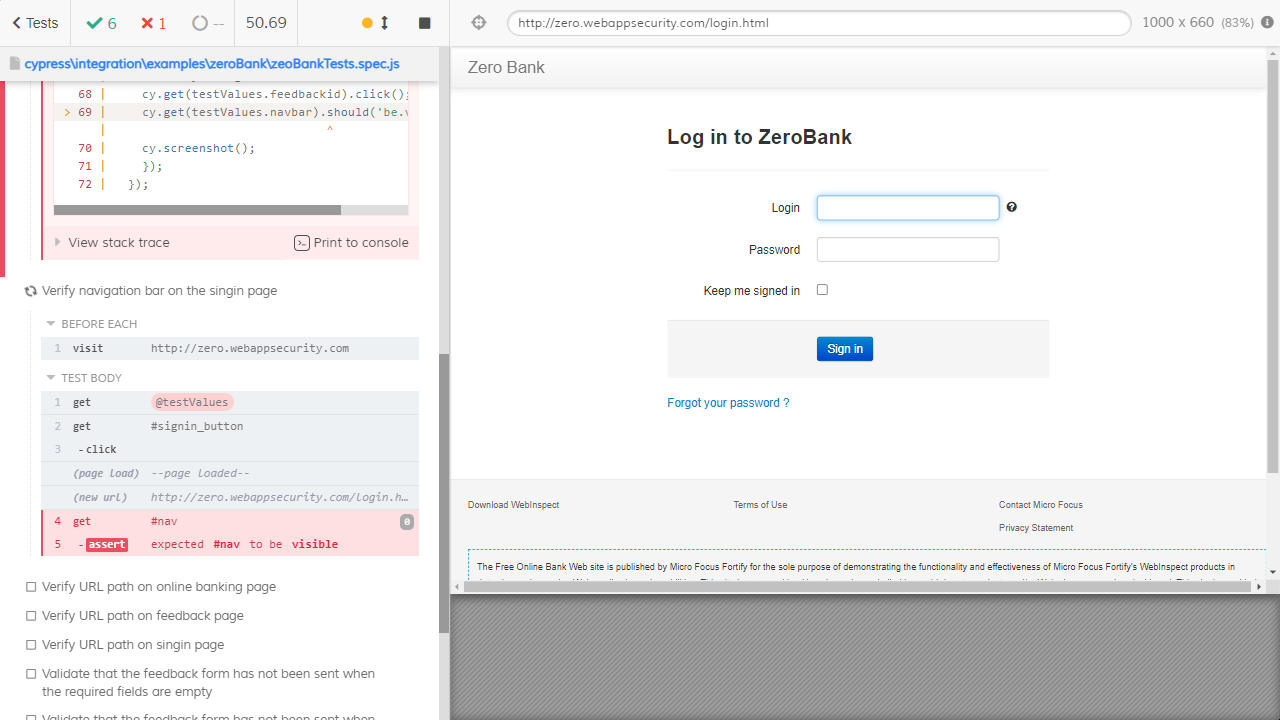 Tests 6 1 -- 50.69
http://zero.webappsecurity.com/login.html 1000 x 660 (83%)
cypress\integration\examples\zeroBank\zeoBankTests.spec.js
68 | cy.get(testValues.feedbackid).click();
> 69 | cy.get(testValues.navbar).should('be.v
| ^
70 | cy.screenshot();
71 | });
72 | });
View stack trace Print to console
Verify navigation bar on the singin page
BEFORE EACH
1 visit http://zero.webappsecurity.com
TEST BODY
1 get @testValues
2 get #signin_button
3 -click
(page load) --page loaded--
(new url) http://zero.webappsecurity.com/login.h…
4 get #nav 0
5 -assert expected #nav to be visible
Verify URL path on online banking page
Verify URL path on feedback page
Verify URL path on singin page
Validate that the feedback form has not been sent when
the required fields are empty
Validate that the feedback form has not been sent when
Zero Bank
Log in to ZeroBank
Login
Password
Keep me signed in
Sign in
Forgot your password ?
Download WebInspect Terms of Use Contact Micro Focus
Privacy Statement
The Free Online Bank Web site is published by Micro Focus Fortify for the sole purpose of demonstrating the functionality and effectiveness of Micro Focus Fortify's WebInspect products in